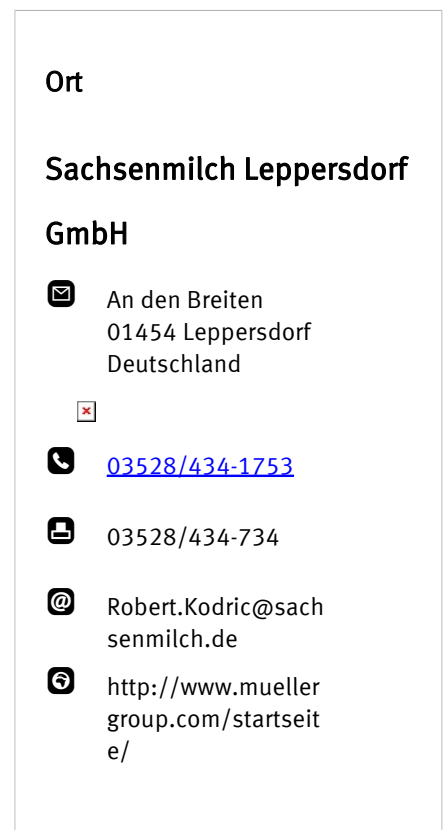 Ort
Sachsenmilch Leppersdorf
GmbH
An den Breiten
01454 Leppersdorf
Deutschland
03528/434-1753
03528/434-734
Robert.Kodric@sach
senmilch.de
http://www.mueller
group.com/startseit
e/